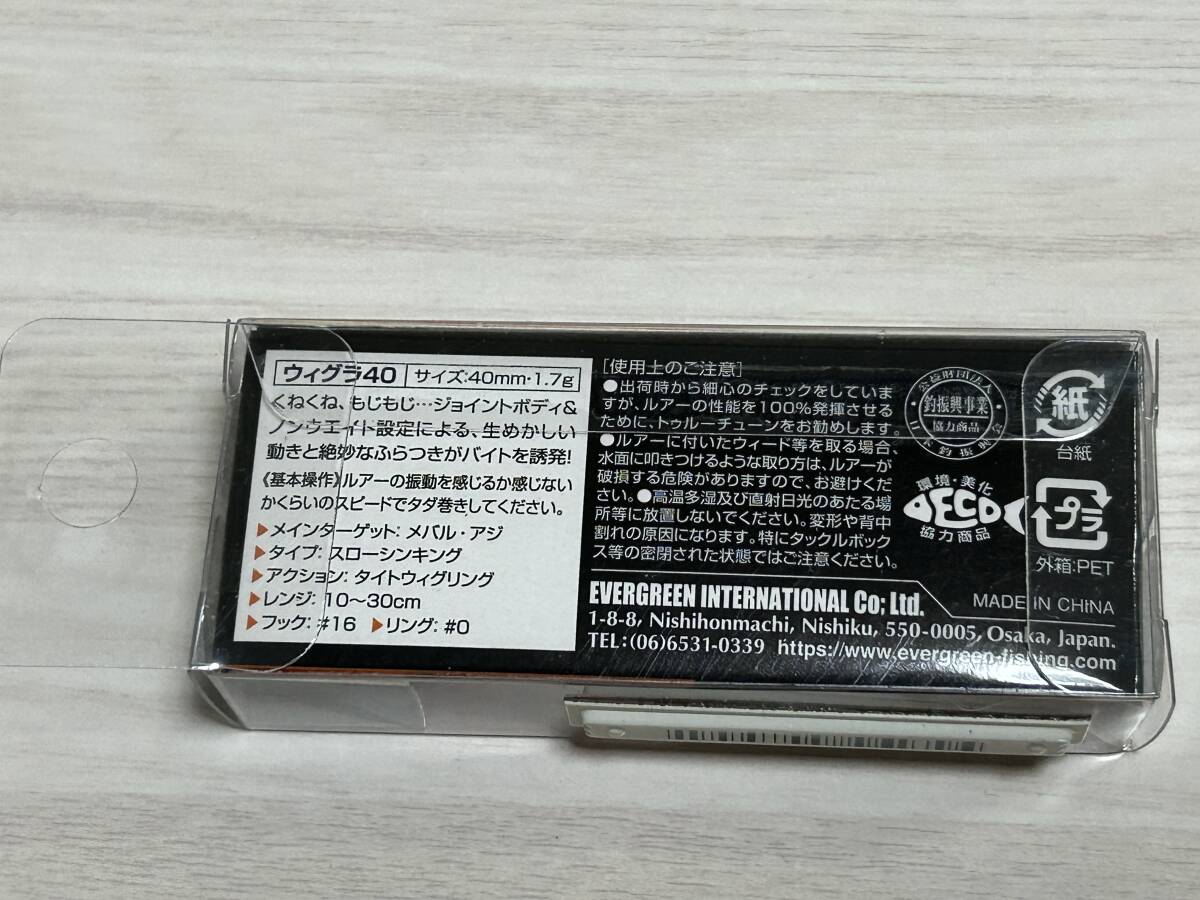 ウィグラ40 サイズ:40mm・1.7g
くねくね、もじもじ…ジョイントボディ&
ノンウエイト設定による、生めかしい
動きと絶妙なふらつきがバイトを誘発!
《基本操作》ルアーの振動を感じるか感じない
かくらいのスピードでタダ巻きしてください。
▶メインターゲット: メバル・アジ
▶タイプ: スローシンキング
▶アクション: タイトウィグリング
▶レンジ: 10〜30cm
▶フック: #16 ▶リング: #0
[使用上のご注意]
●出荷時から細心のチェックをしていま
すが、ルアーの性能を100%発揮させる
ために、トゥルーチューンをお勧めします。
●ルアーに付いたウィード等を取る場合、
水面に叩きつけるような取り方は、ルアーが
破損する危険がありますので、お避けくだ
さい。●高温多湿及び直射日光のあたる場
所等に放置しないでください。変形や背中
割れの原因になります。特にタックルボック
ス等の密閉された状態ではご注意ください。
公益財団法人
釣振興事業
協力商品
日本釣振興会
環境・美化
DECO
協力商品
紙
台紙
プラ
外箱:PET
EVERGREEN INTERNATIONAL Co; Ltd.
MADE IN CHINA
1-8-8, Nishihonmachi, Nishiku, 550-0005, Osaka, Japan.
TEL:(06)6531-0339 https://www.evergreen-fishing.com